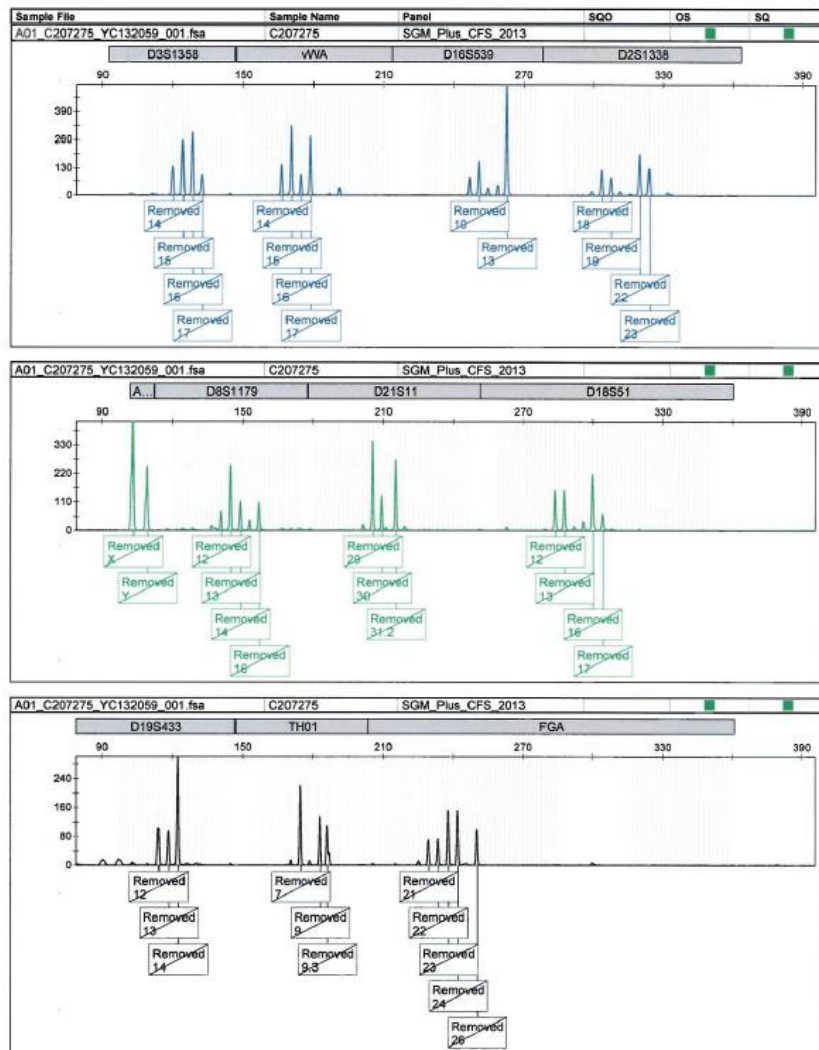 Sample File Sample Name Panel SQO OS SQ
A01_C207275_YC132059_001.fsa C207275 SGM_Plus_CFS_2013
D3S1358 vWA D16S539 D2S1338
90 150 210 270 330 390
390
260
130
0
Removed 14 Removed 14 Removed 10 Removed 18
Removed 15 Removed 15 Removed 13 Removed 19
Removed 16 Removed 16 Removed 22
Removed 17 Removed 17 Removed 23
A01_C207275_YC132059_001.fsa C207275 SGM_Plus_CFS_2013
A... D8S1179 D21S11 D18S51
90 150 210 270 330 390
330
220
110
0
Removed X Removed 12 Removed 29 Removed 12
Removed Y Removed 13 Removed 30 Removed 13
Removed 14 Removed 31.2 Removed 16
Removed 16 Removed 17
A01_C207275_YC132059_001.fsa C207275 SGM_Plus_CFS_2013
D19S433 TH01 FGA
90 150 210 270 330 390
240
160
80
0
Removed 12 Removed 7 Removed 21
Removed 13 Removed 9 Removed 22
Removed 14 Removed 9.3 Removed 23
Removed 24
Removed 26